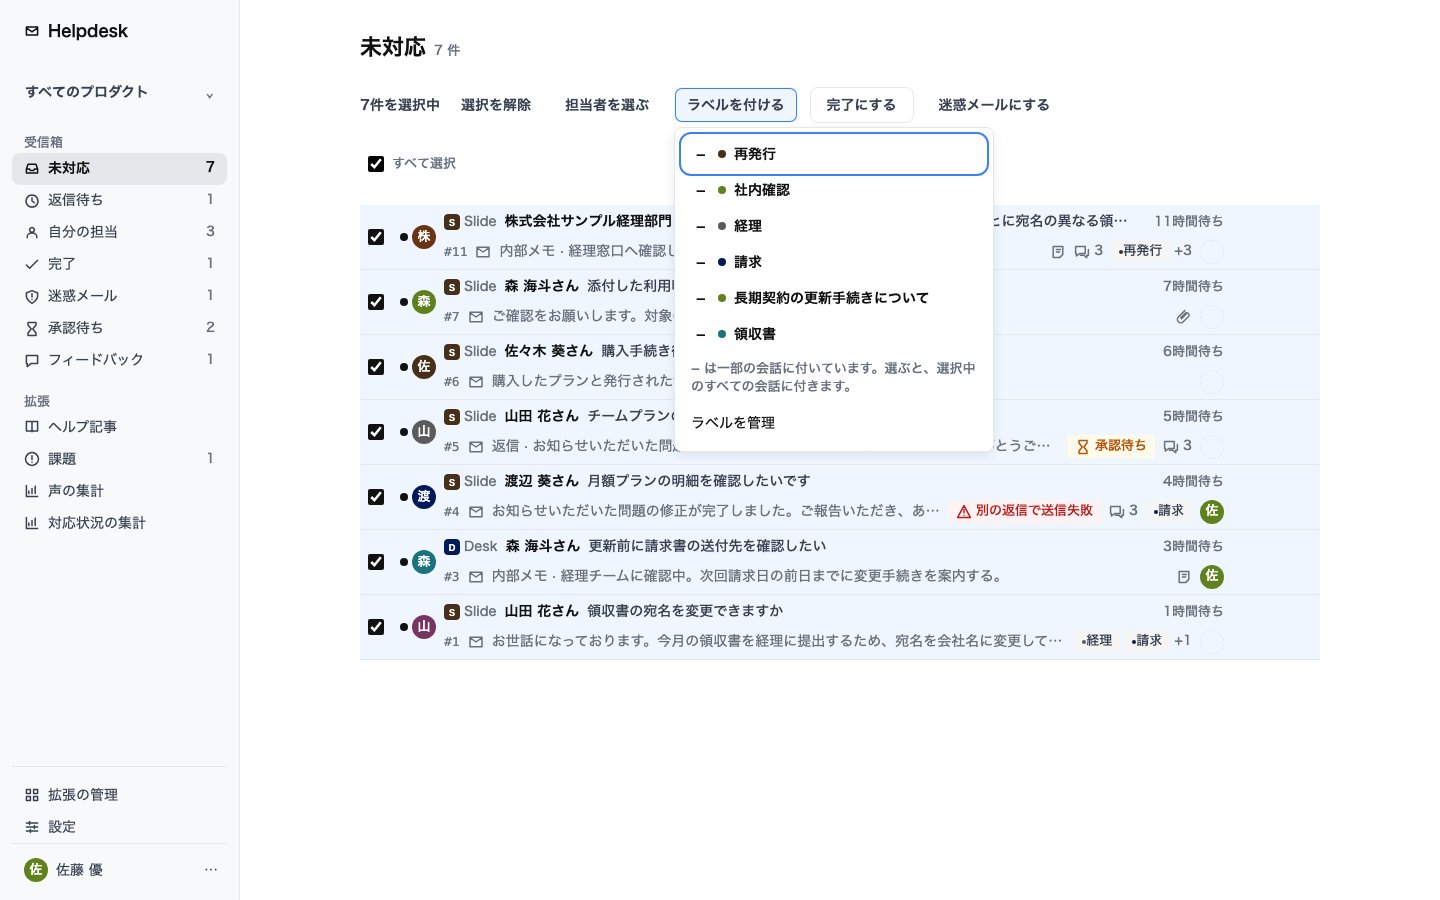 Helpdesk
すべてのプロダクト
受信箱
未対応 7
返信待ち 1
自分の担当 3
完了 1
迷惑メール 1
承認待ち 2
フィードバック 1
拡張
ヘルプ記事
課題 1
声の集計
対応状況の集計
拡張の管理
設定
佐 佐藤 優 …
未対応 7 件
7件を選択中 選択を解除 担当者を選ぶ ラベルを付ける 完了にする 迷惑メールにする
すべて選択
– 再発行
– 社内確認
– 経理
– 請求
– 長期契約の更新手続きについて
– 領収書
– は一部の会話に付いています。選ぶと、選択中
のすべての会話に付きます。
ラベルを管理
株 S Slide 株式会社サンプル経理部門 とに宛名の異なる領… 11時間待ち
#11 内部メモ · 経理窓口へ確認し 3 再発行 +3
森 S Slide 森 海斗さん 添付した利用 7時間待ち
#7 ご確認をお願いします。対象
佐 S Slide 佐々木 葵さん 購入手続き 6時間待ち
#6 購入したプランと発行された
山 S Slide 山田 花さん チームプラン 5時間待ち
#5 返信 · お知らせいただいた問 とうご… 承認待ち 3
渡 S Slide 渡辺 葵さん 月額プランの明細を確認したいです 4時間待ち
#4 お知らせいただいた問題の修正が完了しました。ご報告いただき、あ… 別の返信で送信失敗 3 請求 佐
森 D Desk 森 海斗さん 更新前に請求書の送付先を確認したい 3時間待ち
#3 内部メモ · 経理チームに確認中。次回請求日の前日までに変更手続きを案内する。 佐
山 S Slide 山田 花さん 領収書の宛名を変更できますか 1時間待ち
#1 お世話になっております。今月の領収書を経理に提出するため、宛名を会社名に変更して… 経理 請求 +1